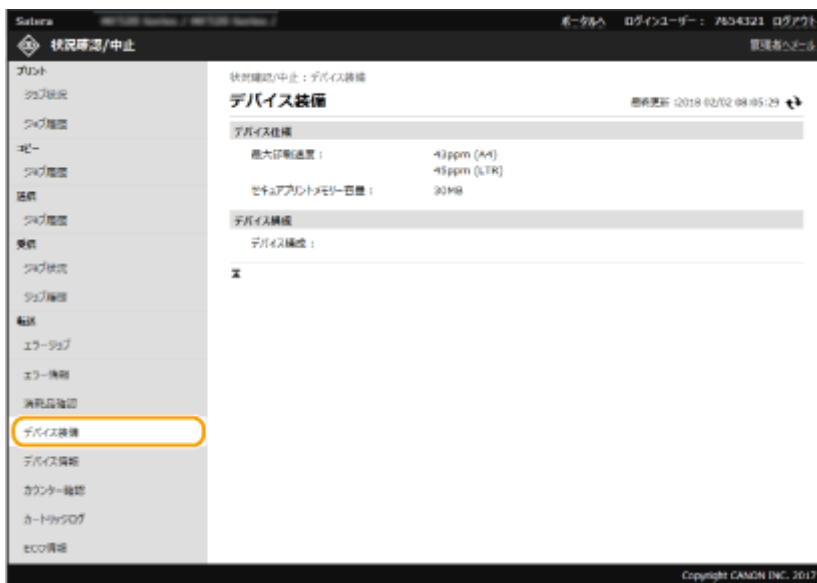 Satera
ポータルへ ログインユーザー： 7654321 ログアウト
状況確認/中止
管理者へメール
プリント
ジョブ状況
ジョブ履歴
コピー
ジョブ履歴
送信
ジョブ履歴
受信
ジョブ状況
ジョブ履歴
転送
エラージョブ
エラー情報
消耗品確認
デバイス装備
デバイス情報
カウンター確認
カートリッジログ
ECO情報
状況確認/中止：デバイス装備
デバイス装備
最終更新 :2018 02/02 08:05:29
デバイス仕様
最大印刷速度： 43ppm (A4)
45ppm (LTR)
セキュアプリントメモリー容量： 30MB
デバイス構成
デバイス構成：
Copyright CANON INC. 2017